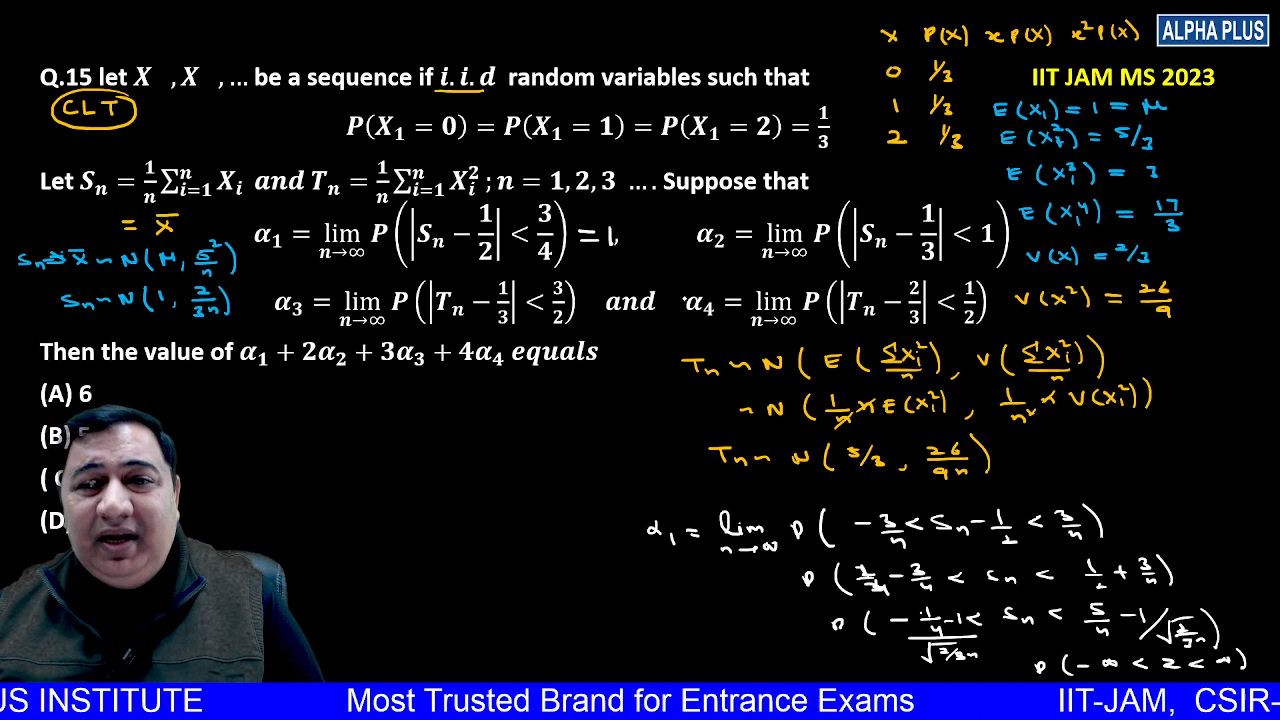 x P(X) x P(X) x²P(X)
ALPHA PLUS
0 1/3
Q.15 let X , X , ... be a sequence if i.i.d random variables such that
IIT JAM MS 2023
CLT
1 1/3
E(X₁) = 1 = μ
P(X₁ = 0) = P(X₁ = 1) = P(X₁ = 2) = 1/3
2 1/3
E(X₁²) = 5/3
Let Sₙ = 1/n ∑ᵢ₌₁ⁿ Xᵢ and Tₙ = 1/n ∑ᵢ₌₁ⁿ Xᵢ² ; n = 1, 2, 3 .... Suppose that
E(X₁³) = 3
= X̄
α₁ = lim n→∞ P(|Sₙ − 1/2| < 3/4) = 1,
α₂ = lim n→∞ P(|Sₙ − 1/3| < 1)
E(X₁⁴) = 17/3
V(X) = 2/3
X̄ ~ N(μ, σ²/n)
Sₙ ~ N(1, 2/3n)
α₃ = lim n→∞ P(|Tₙ − 1/3| < 3/2) and α₄ = lim n→∞ P(|Tₙ − 2/3| < 1/2)
V(X²) = 26/9
Then the value of α₁ + 2α₂ + 3α₃ + 4α₄ equals
Tₙ ~ N(E(ΣXᵢ²/n), V(ΣXᵢ²/n))
(A) 6
~ N(1/n × E(Xᵢ²), 1/n² × V(Xᵢ²))
(B) 5
Tₙ ~ N(5/3, 26/9n)
(C
(D)
α₁ = lim n→∞ P(−3/4 < Sₙ − 1/2 < 3/4)
P(1/2 − 3/4 < Sₙ < 1/2 + 3/4)
P(−1/4 − 1 / √2/3n < Sₙ < 5/4 − 1 / √2/3n)
P(−∞ < Z < ∞)
US INSTITUTE Most Trusted Brand for Entrance Exams IIT-JAM, CSIR-